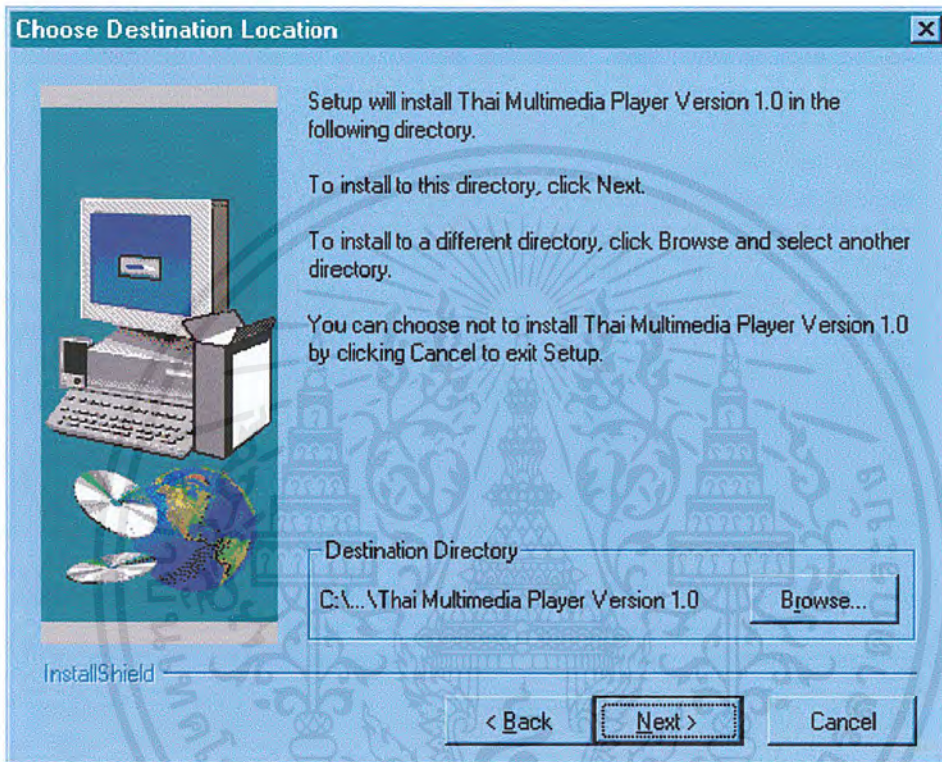 Choose Destination Location
Setup will install Thai Multimedia Player Version 1.0 in the
following directory.
To install to this directory, click Next.
To install to a different directory, click Browse and select another
directory.
You can choose not to install Thai Multimedia Player Version 1.0
by clicking Cancel to exit Setup.
Destination Directory
C:\...\Thai Multimedia Player Version 1.0
Browse...
InstallShield
< Back
Next >
Cancel